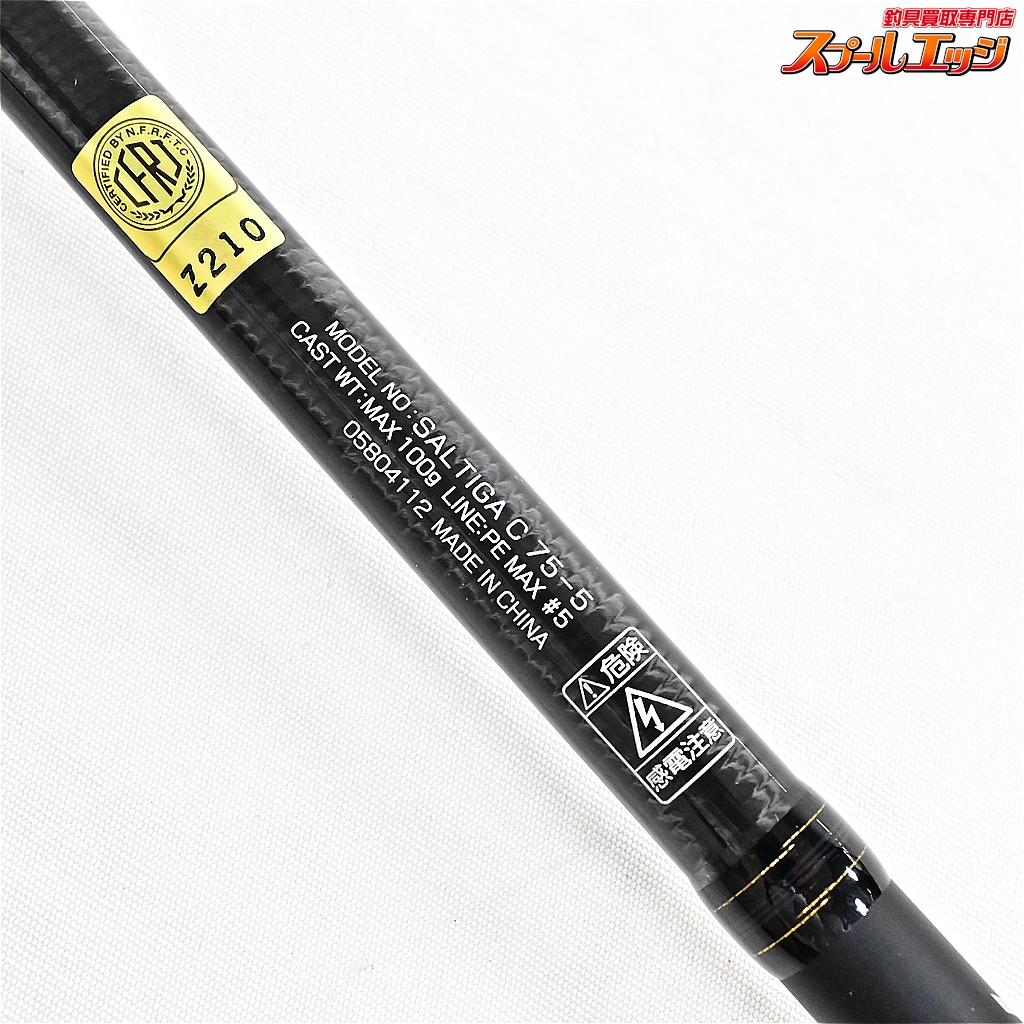 釣具買取専門店
スプールエッジ
CERTIFIED BY N.F.R.F.T.C
CFRJ
Z210
MODEL NO : SALTIGA C 75-5
CAST WT:MAX 100g LINE:PE MAX #5
05804112 MADE IN CHINA
危険
感電注意